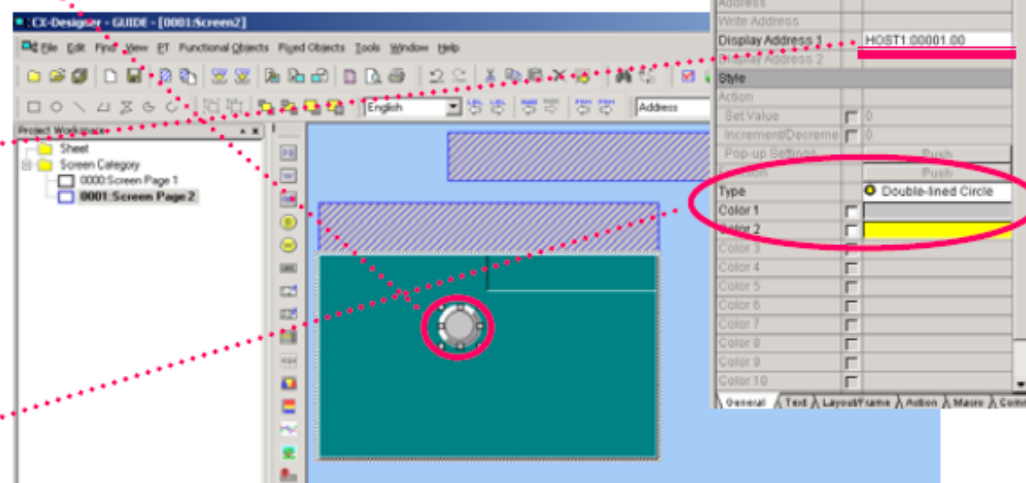 CX-Designer - GUIDE - [0001:Screen2]
File Edit Find View PT Functional Objects Fixed Objects Tools Window Help
English
Address
Project Workspace
Sheet
Screen Category
0000:Screen Page 1
0001:Screen Page 2
Address
Write Address
Display Address 1 HOST1:00001.00
Display Address 2
Style
Action
Set Value 0
Increment/Decreme 0
Pop-up Settings Push
Push
Type Double-lined Circle
Color 1
Color 2
Color 3
Color 4
Color 5
Color 6
Color 7
Color 8
Color 9
Color 10
General Text Layout/Frame Action Macro Comm